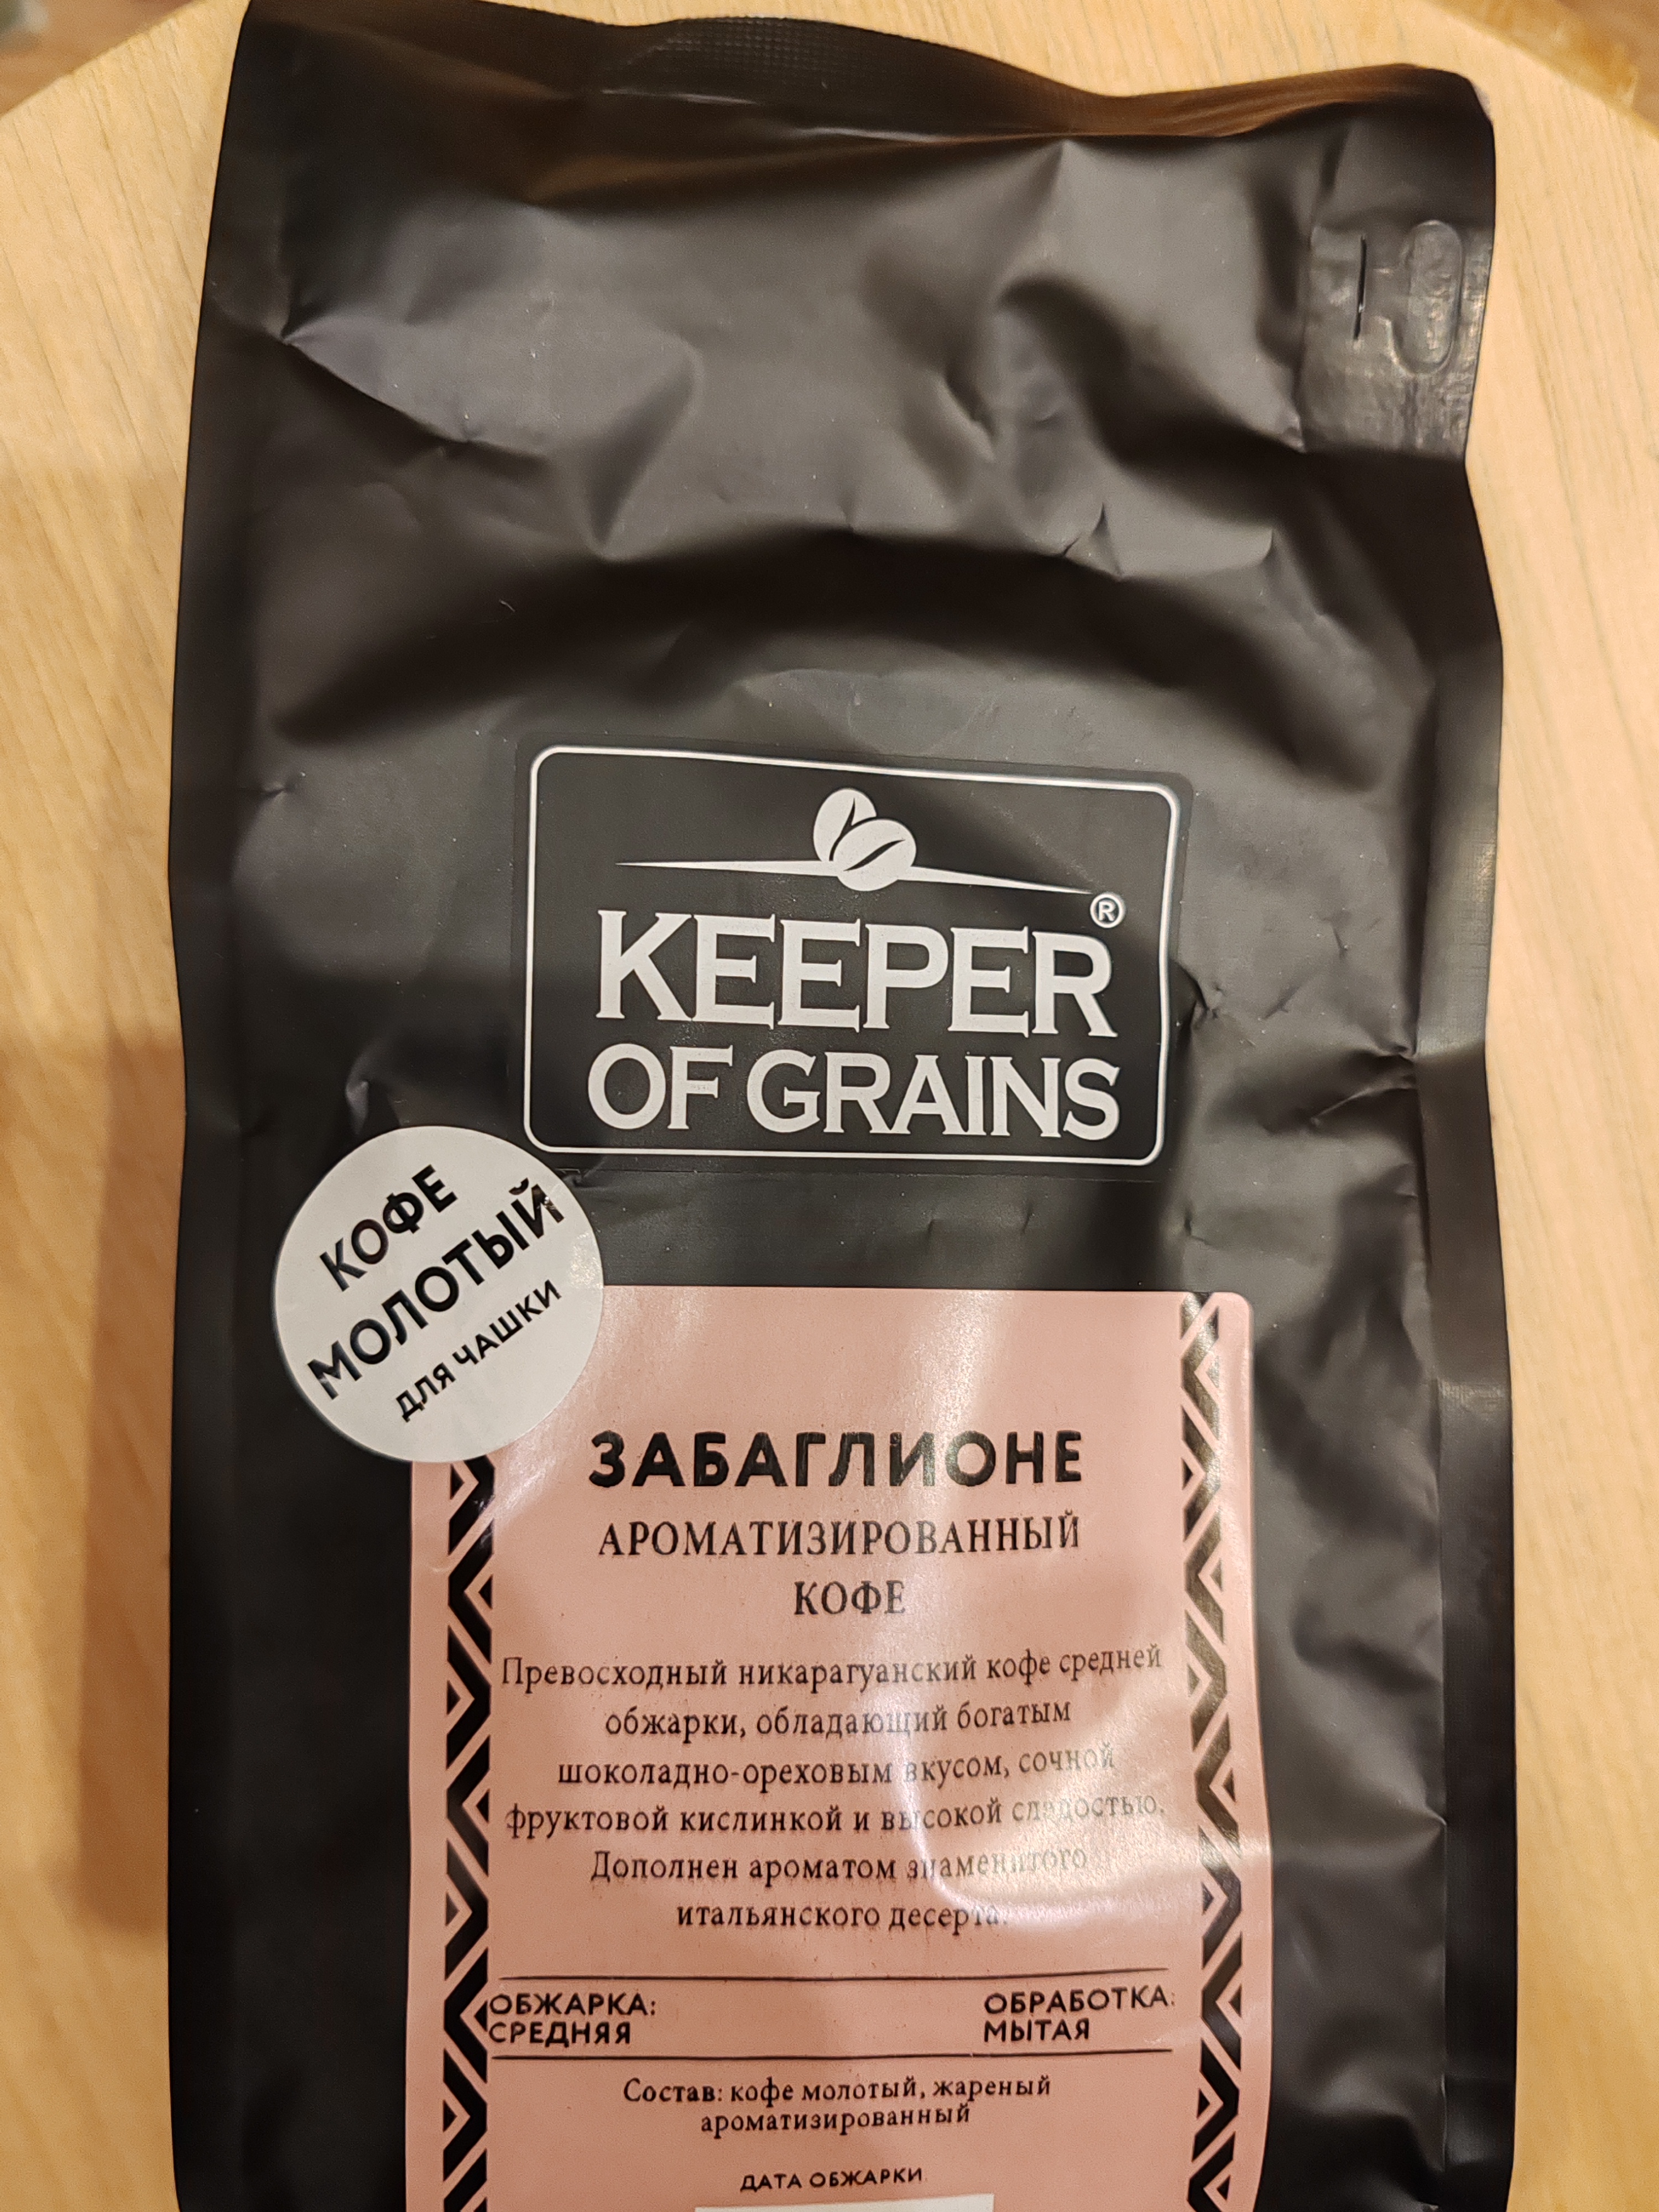 ®
KEEPER
OF GRAINS
КОФЕ
МОЛОТЫЙ
ДЛЯ ЧАШКИ
ЗАБАГЛИОНЕ
АРОМАТИЗИРОВАННЫЙ
КОФЕ
Превосходный никарагуанский кофе средней
обжарки, обладающий богатым
шоколадно-ореховым вкусом, сочной
фруктовой кислинкой и высокой сладостью.
Дополнен ароматом знаменитого
итальянского десерта.
ОБЖАРКА: ОБРАБОТКА:
СРЕДНЯЯ МЫТАЯ
Состав: кофе молотый, жареный
ароматизированный
ДАТА ОБЖАРКИ